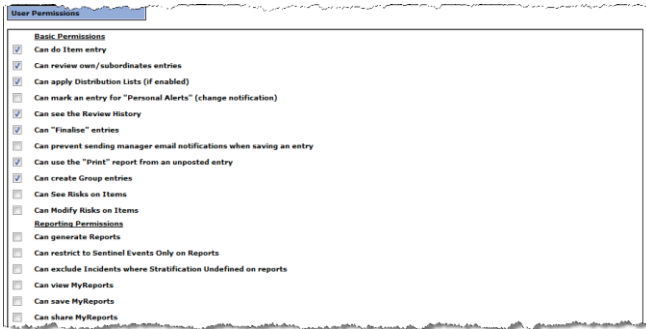 User Permissions
Basic Permissions
Can do Item entry
Can review own/subordinates entries
Can apply Distribution Lists (if enabled)
Can mark an entry for "Personal Alerts" (change notification)
Can see the Review History
Can "Finalise" entries
Can prevent sending manager email notifications when saving an entry
Can use the "Print" report from an unposted entry
Can create Group entries
Can See Risks on Items
Can Modify Risks on Items
Reporting Permissions
Can generate Reports
Can restrict to Sentinel Events Only on Reports
Can exclude Incidents where Stratification Undefined on reports
Can view MyReports
Can save MyReports
Can share MyReports